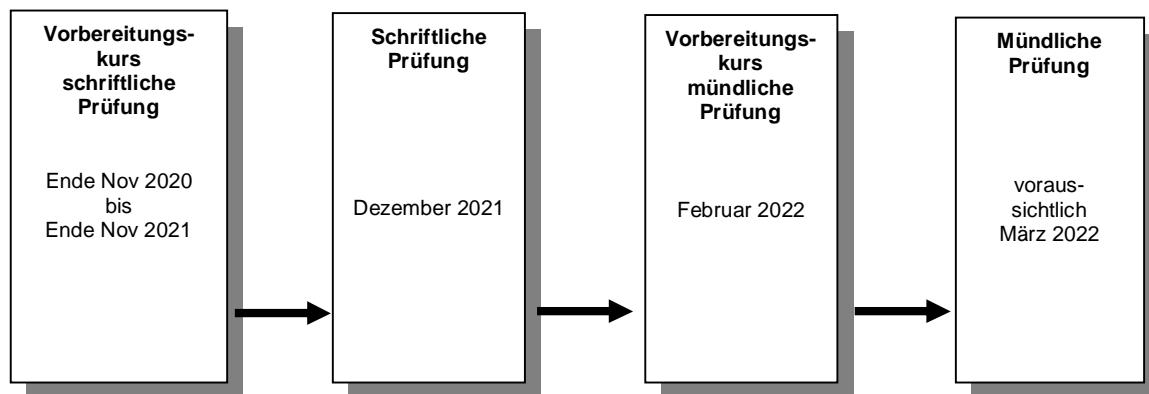 Vorbereitungs-
kurs
schriftliche
Prüfung
Ende Nov 2020
bis
Ende Nov 2021
Schriftliche
Prüfung
Dezember 2021
Vorbereitungs-
kurs
mündliche
Prüfung
Februar 2022
Mündliche
Prüfung
voraus-
sichtlich
März 2022